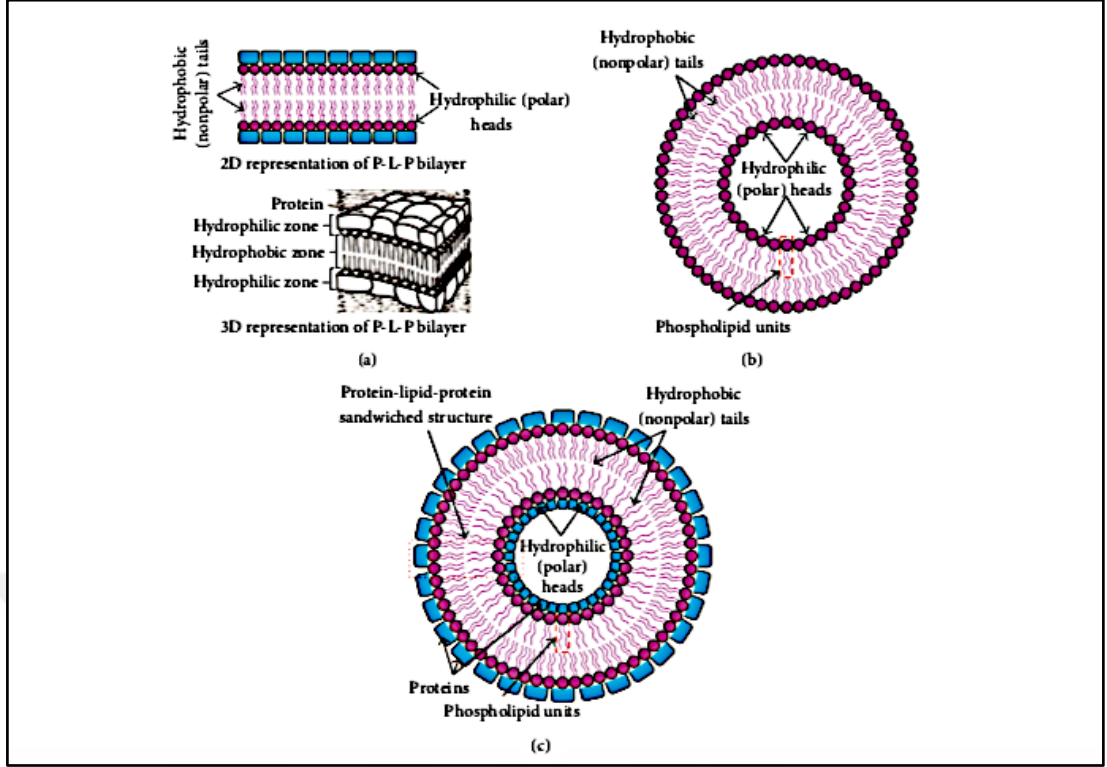 Hydrophobic
(nonpolar) tails
Hydrophilic (polar)
heads
2D representation of P-L-P bilayer
Protein
Hydrophilic zone
Hydrophobic zone
Hydrophilic zone
3D representation of P-L-P bilayer
(a)
Hydrophobic
(nonpolar) tails
Hydrophilic
(polar) heads
Phospholipid units
(b)
Protein-lipid-protein
sandwiched structure
Hydrophobic
(nonpolar) tails
Hydrophilic
(polar)
heads
Proteins
Phospholipid units
(c)